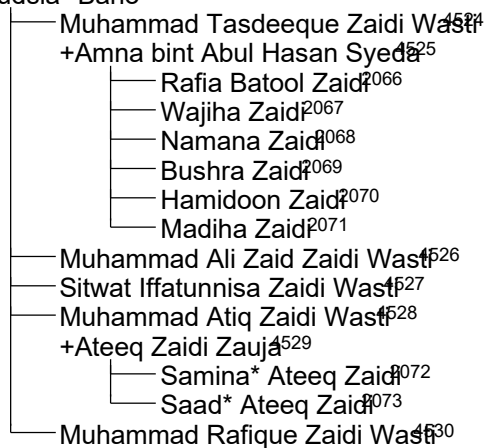 Muhammad Tasdeeque Zaidi Wasti4524
+Amna bint Abul Hasan Syeda4525
Rafia Batool Zaidi2066
Wajiha Zaidi2067
Namana Zaidi2068
Bushra Zaidi2069
Hamidoon Zaidi2070
Madiha Zaidi2071
Muhammad Ali Zaid Zaidi Wasti4526
Sitwat Iffatunnisa Zaidi Wasti4527
Muhammad Atiq Zaidi Wasti4528
+Ateeq Zaidi Zauja4529
Samina* Ateeq Zaidi2072
Saad* Ateeq Zaidi2073
Muhammad Rafique Zaidi Wasti4530